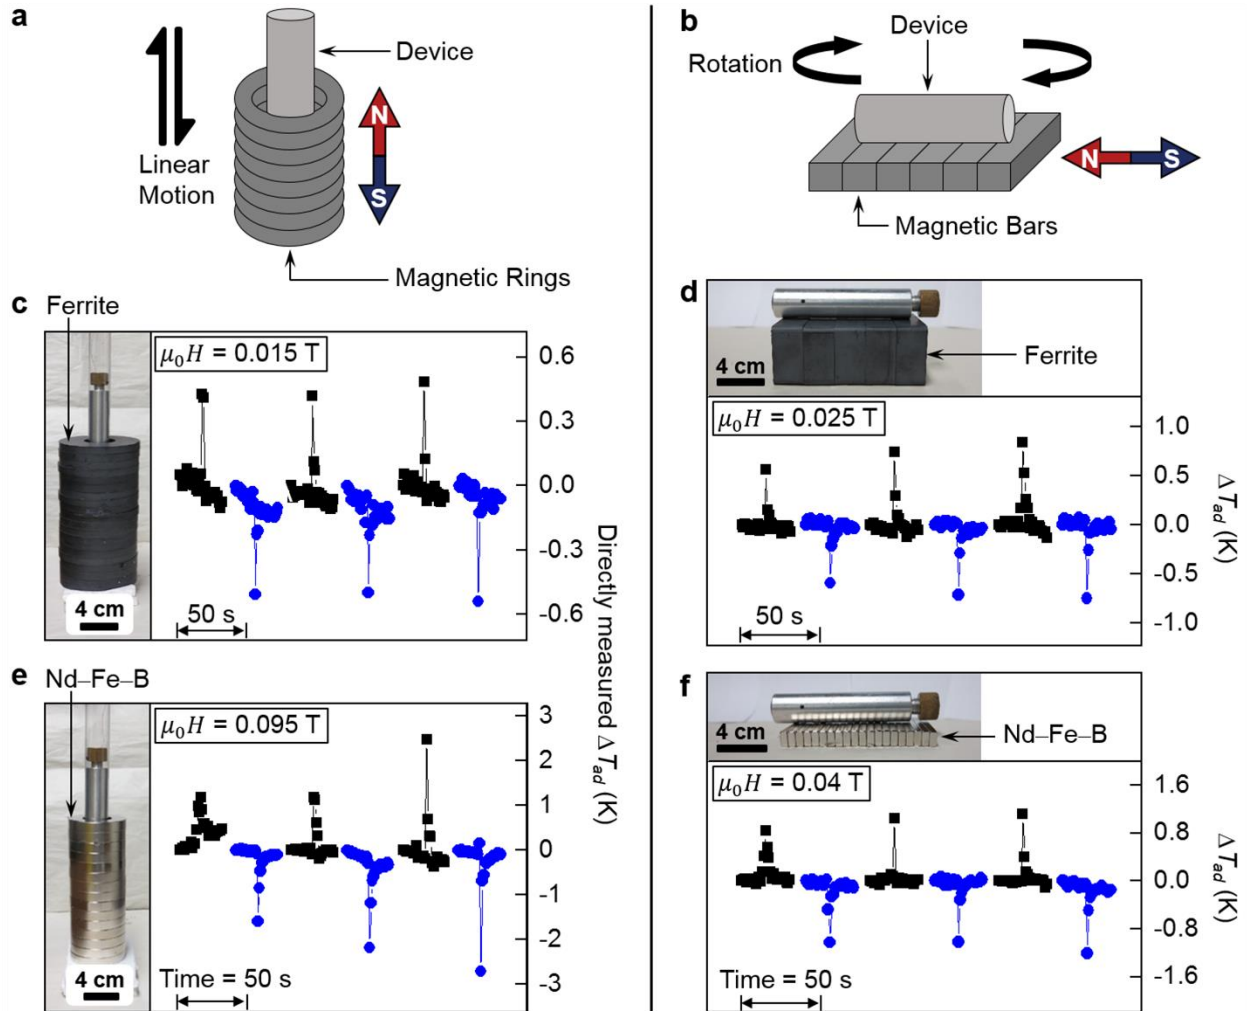 a
Device
N
S
Linear
Motion
Magnetic Rings
b
Device
Rotation
N
S
Magnetic Bars
c
Ferrite
μ₀H = 0.015 T
0.6
0.3
0.0
-0.3
-0.6
4 cm
50 s
d
Ferrite
4 cm
μ₀H = 0.025 T
1.0
0.5
0.0
-0.5
-1.0
ΔT_ad (K)
50 s
Directly measured ΔT_ad (K)
e
Nd–Fe–B
μ₀H = 0.095 T
3
2
1
0
-1
-2
-3
4 cm
Time = 50 s
f
4 cm
Nd–Fe–B
μ₀H = 0.04 T
1.6
0.8
0.0
-0.8
-1.6
ΔT_ad (K)
Time = 50 s